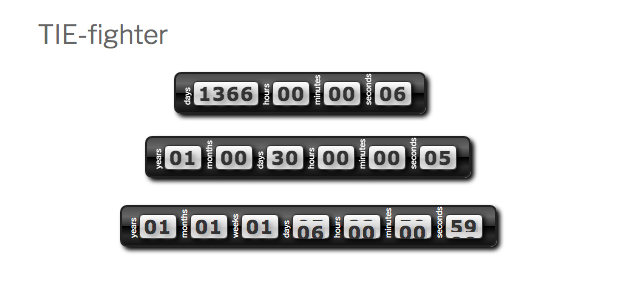 TIE-fighter
days 1366 hours 00 minutes 00 seconds 06
years 01 months 00 days 30 hours 00 minutes 00 seconds 05
years 01 months 01 weeks 01 days 06 hours 00 minutes 00 seconds 59